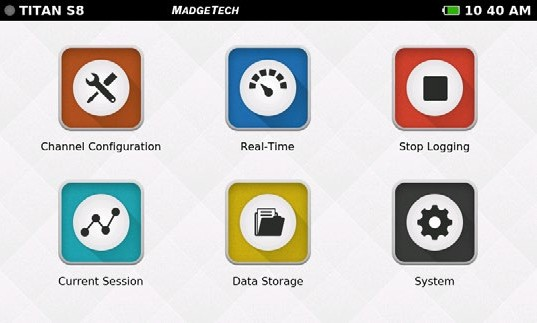 TITAN S8 MADGETECH 10 40 AM
Channel Configuration Real-Time Stop Logging
Current Session Data Storage System